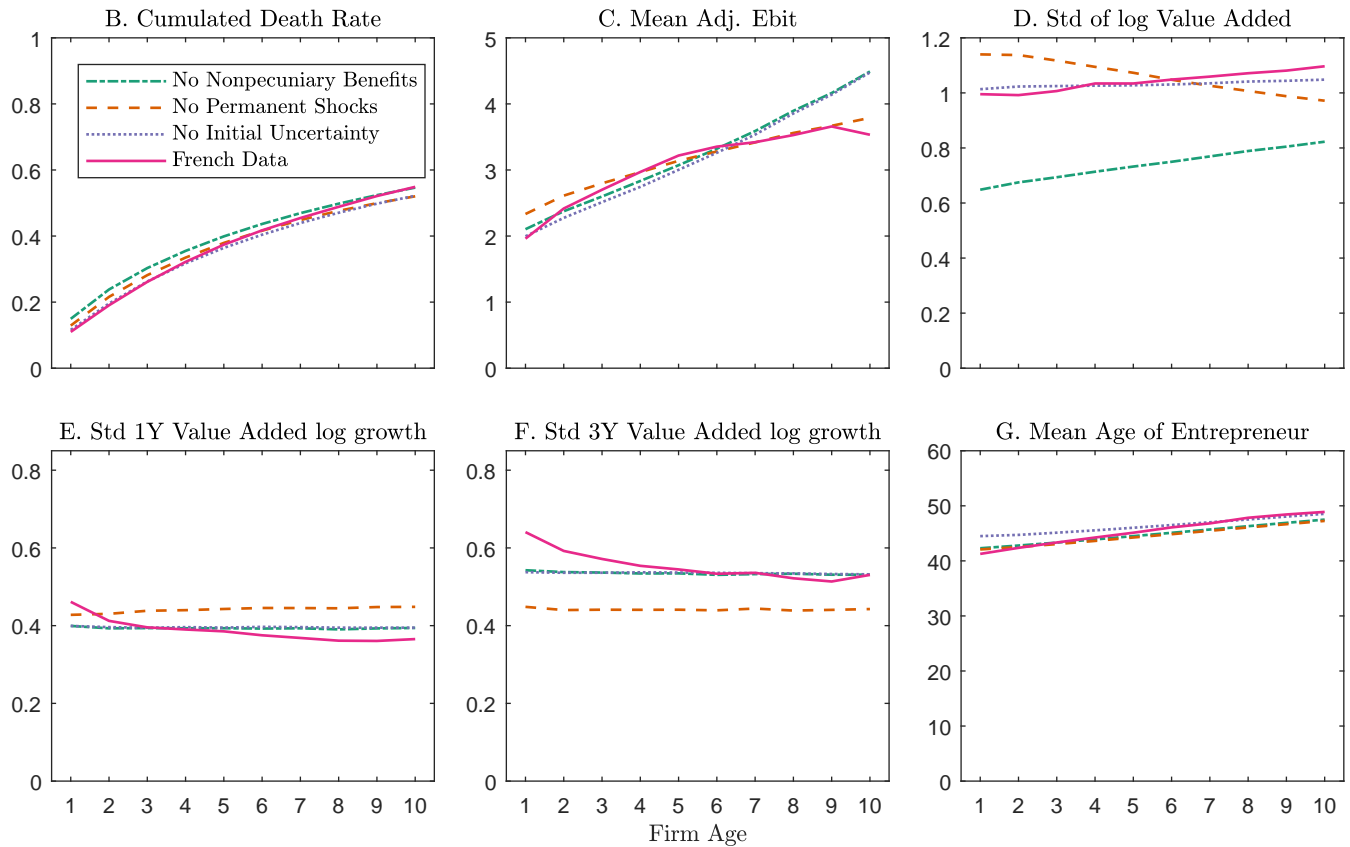 B. Cumulated Death Rate
1
0.8
0.6
0.4
0.2
0
No Nonpecuniary Benefits
No Permanent Shocks
No Initial Uncertainty
French Data
C. Mean Adj. Ebit
5
4
3
2
1
0
D. Std of log Value Added
1.2
1
0.8
0.6
0.4
0.2
0
E. Std 1Y Value Added log growth
0.8
0.6
0.4
0.2
0
1 2 3 4 5 6 7 8 9 10
F. Std 3Y Value Added log growth
0.8
0.6
0.4
0.2
0
1 2 3 4 5 6 7 8 9 10
Firm Age
G. Mean Age of Entrepreneur
60
50
40
30
20
10
0
1 2 3 4 5 6 7 8 9 10